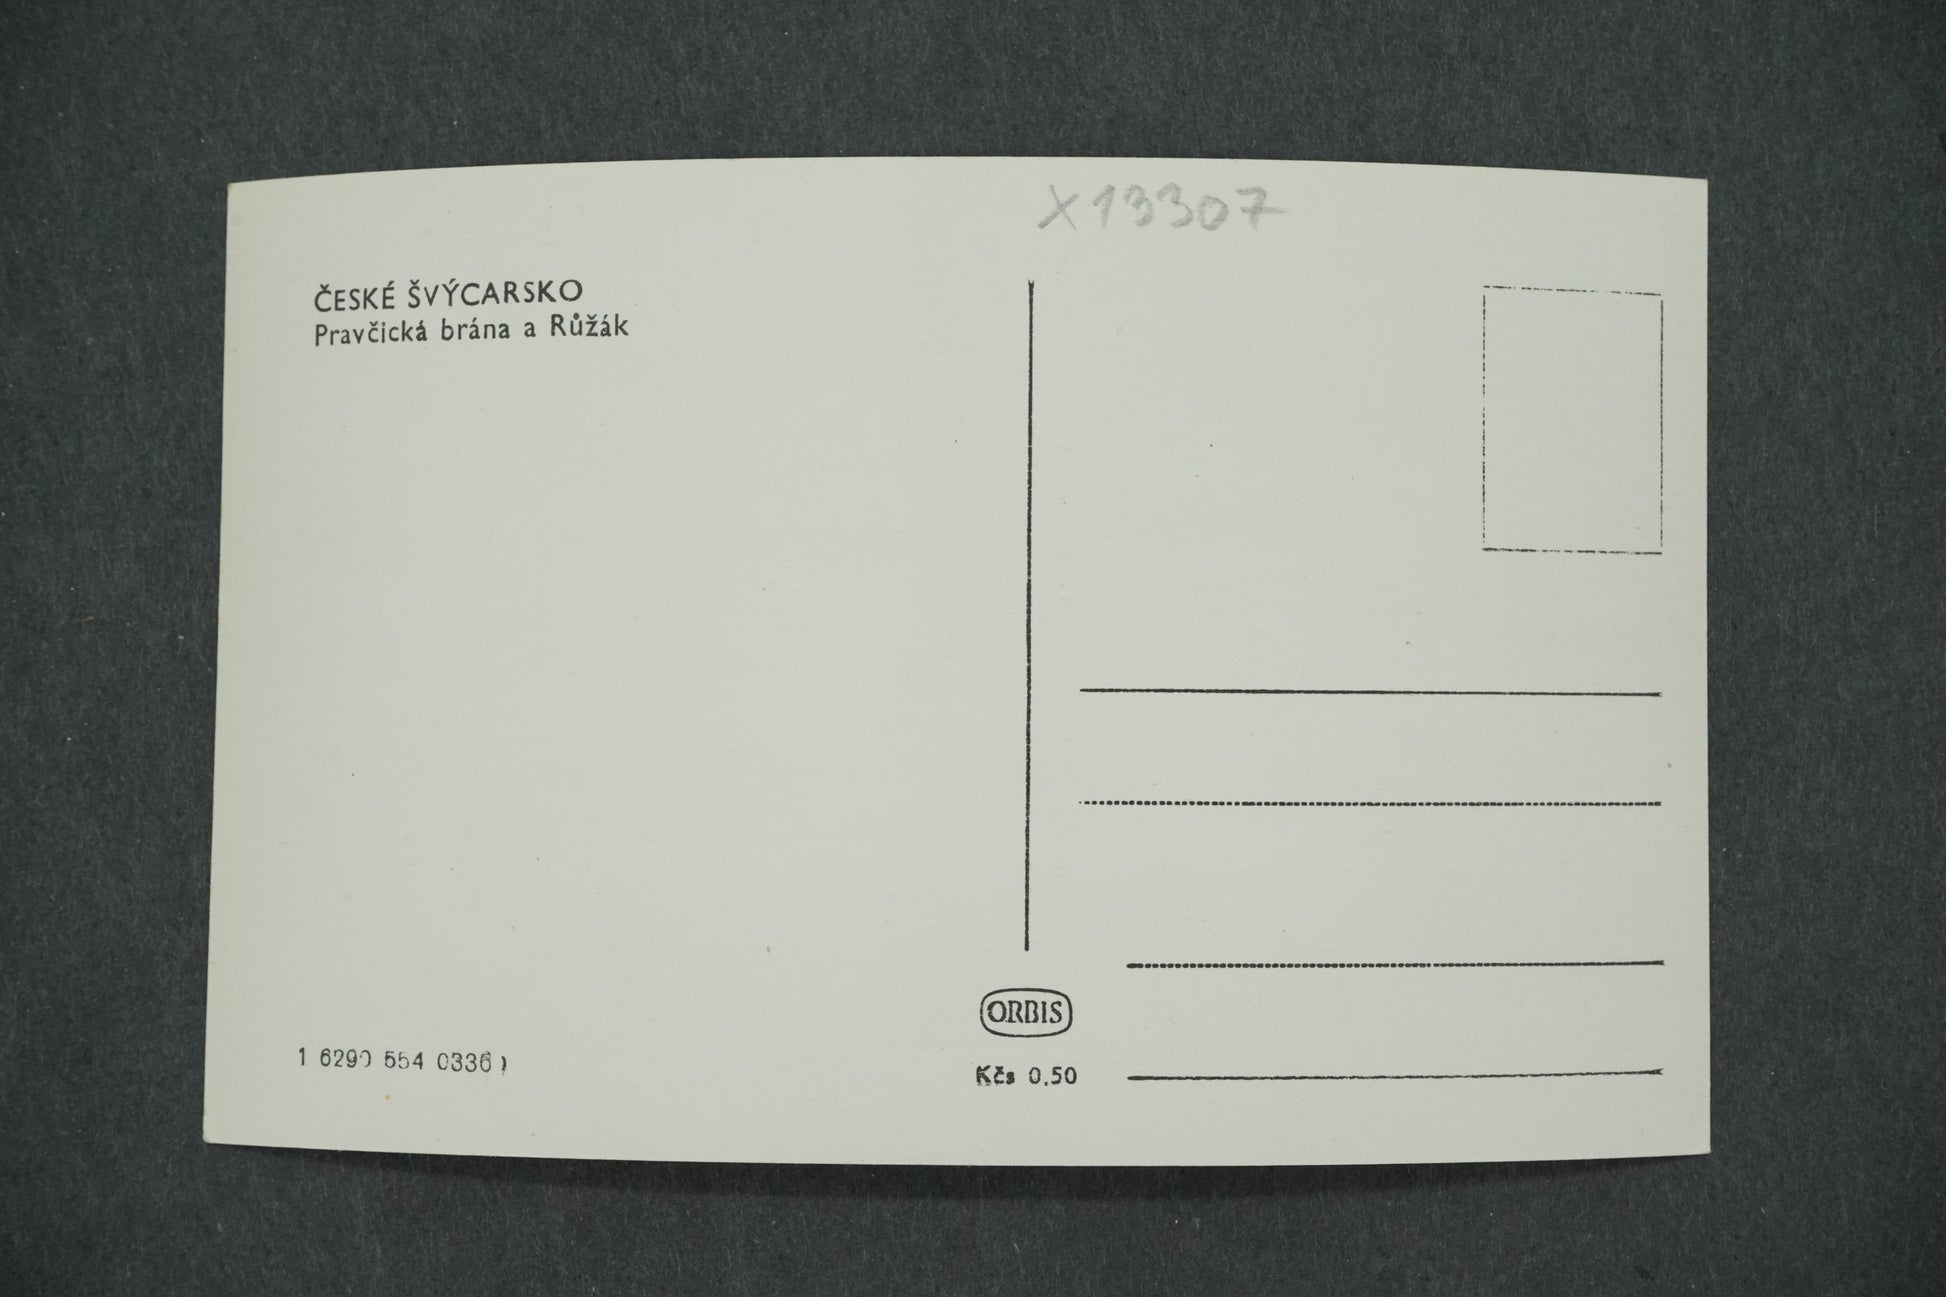 X13307
ČESKÉ ŠVÝCARSKO
Pravčická brána a Růžák
ORBIS
1 6290 554 0336)
Kčs 0,50